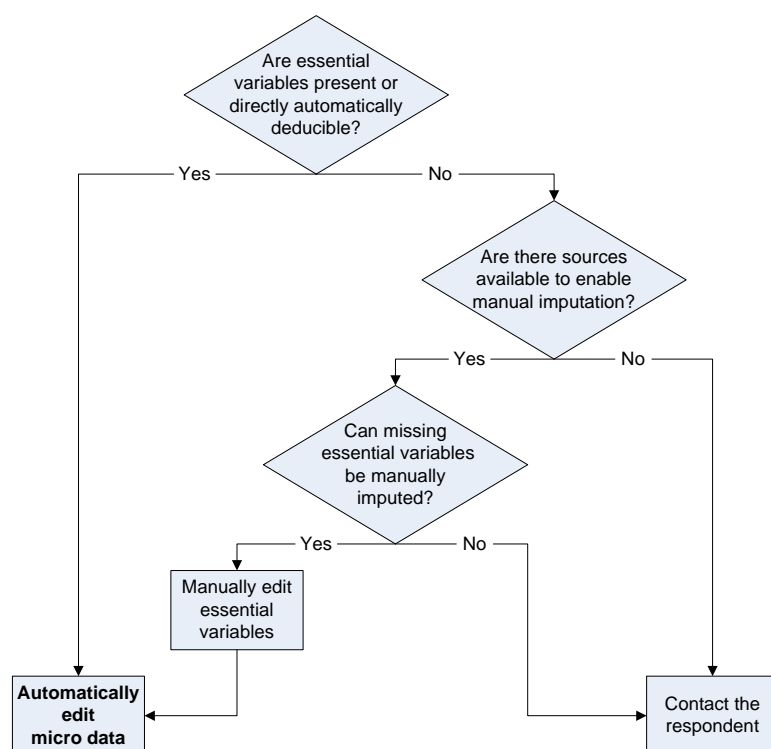 Are essential
variables present or
directly automatically
deducible?
Yes
No
Are there sources
available to enable
manual imputation?
Yes
No
Can missing
essential variables
be manually
imputed?
Yes
No
Manually edit
essential
variables
Automatically
edit
micro data
Contact the
respondent